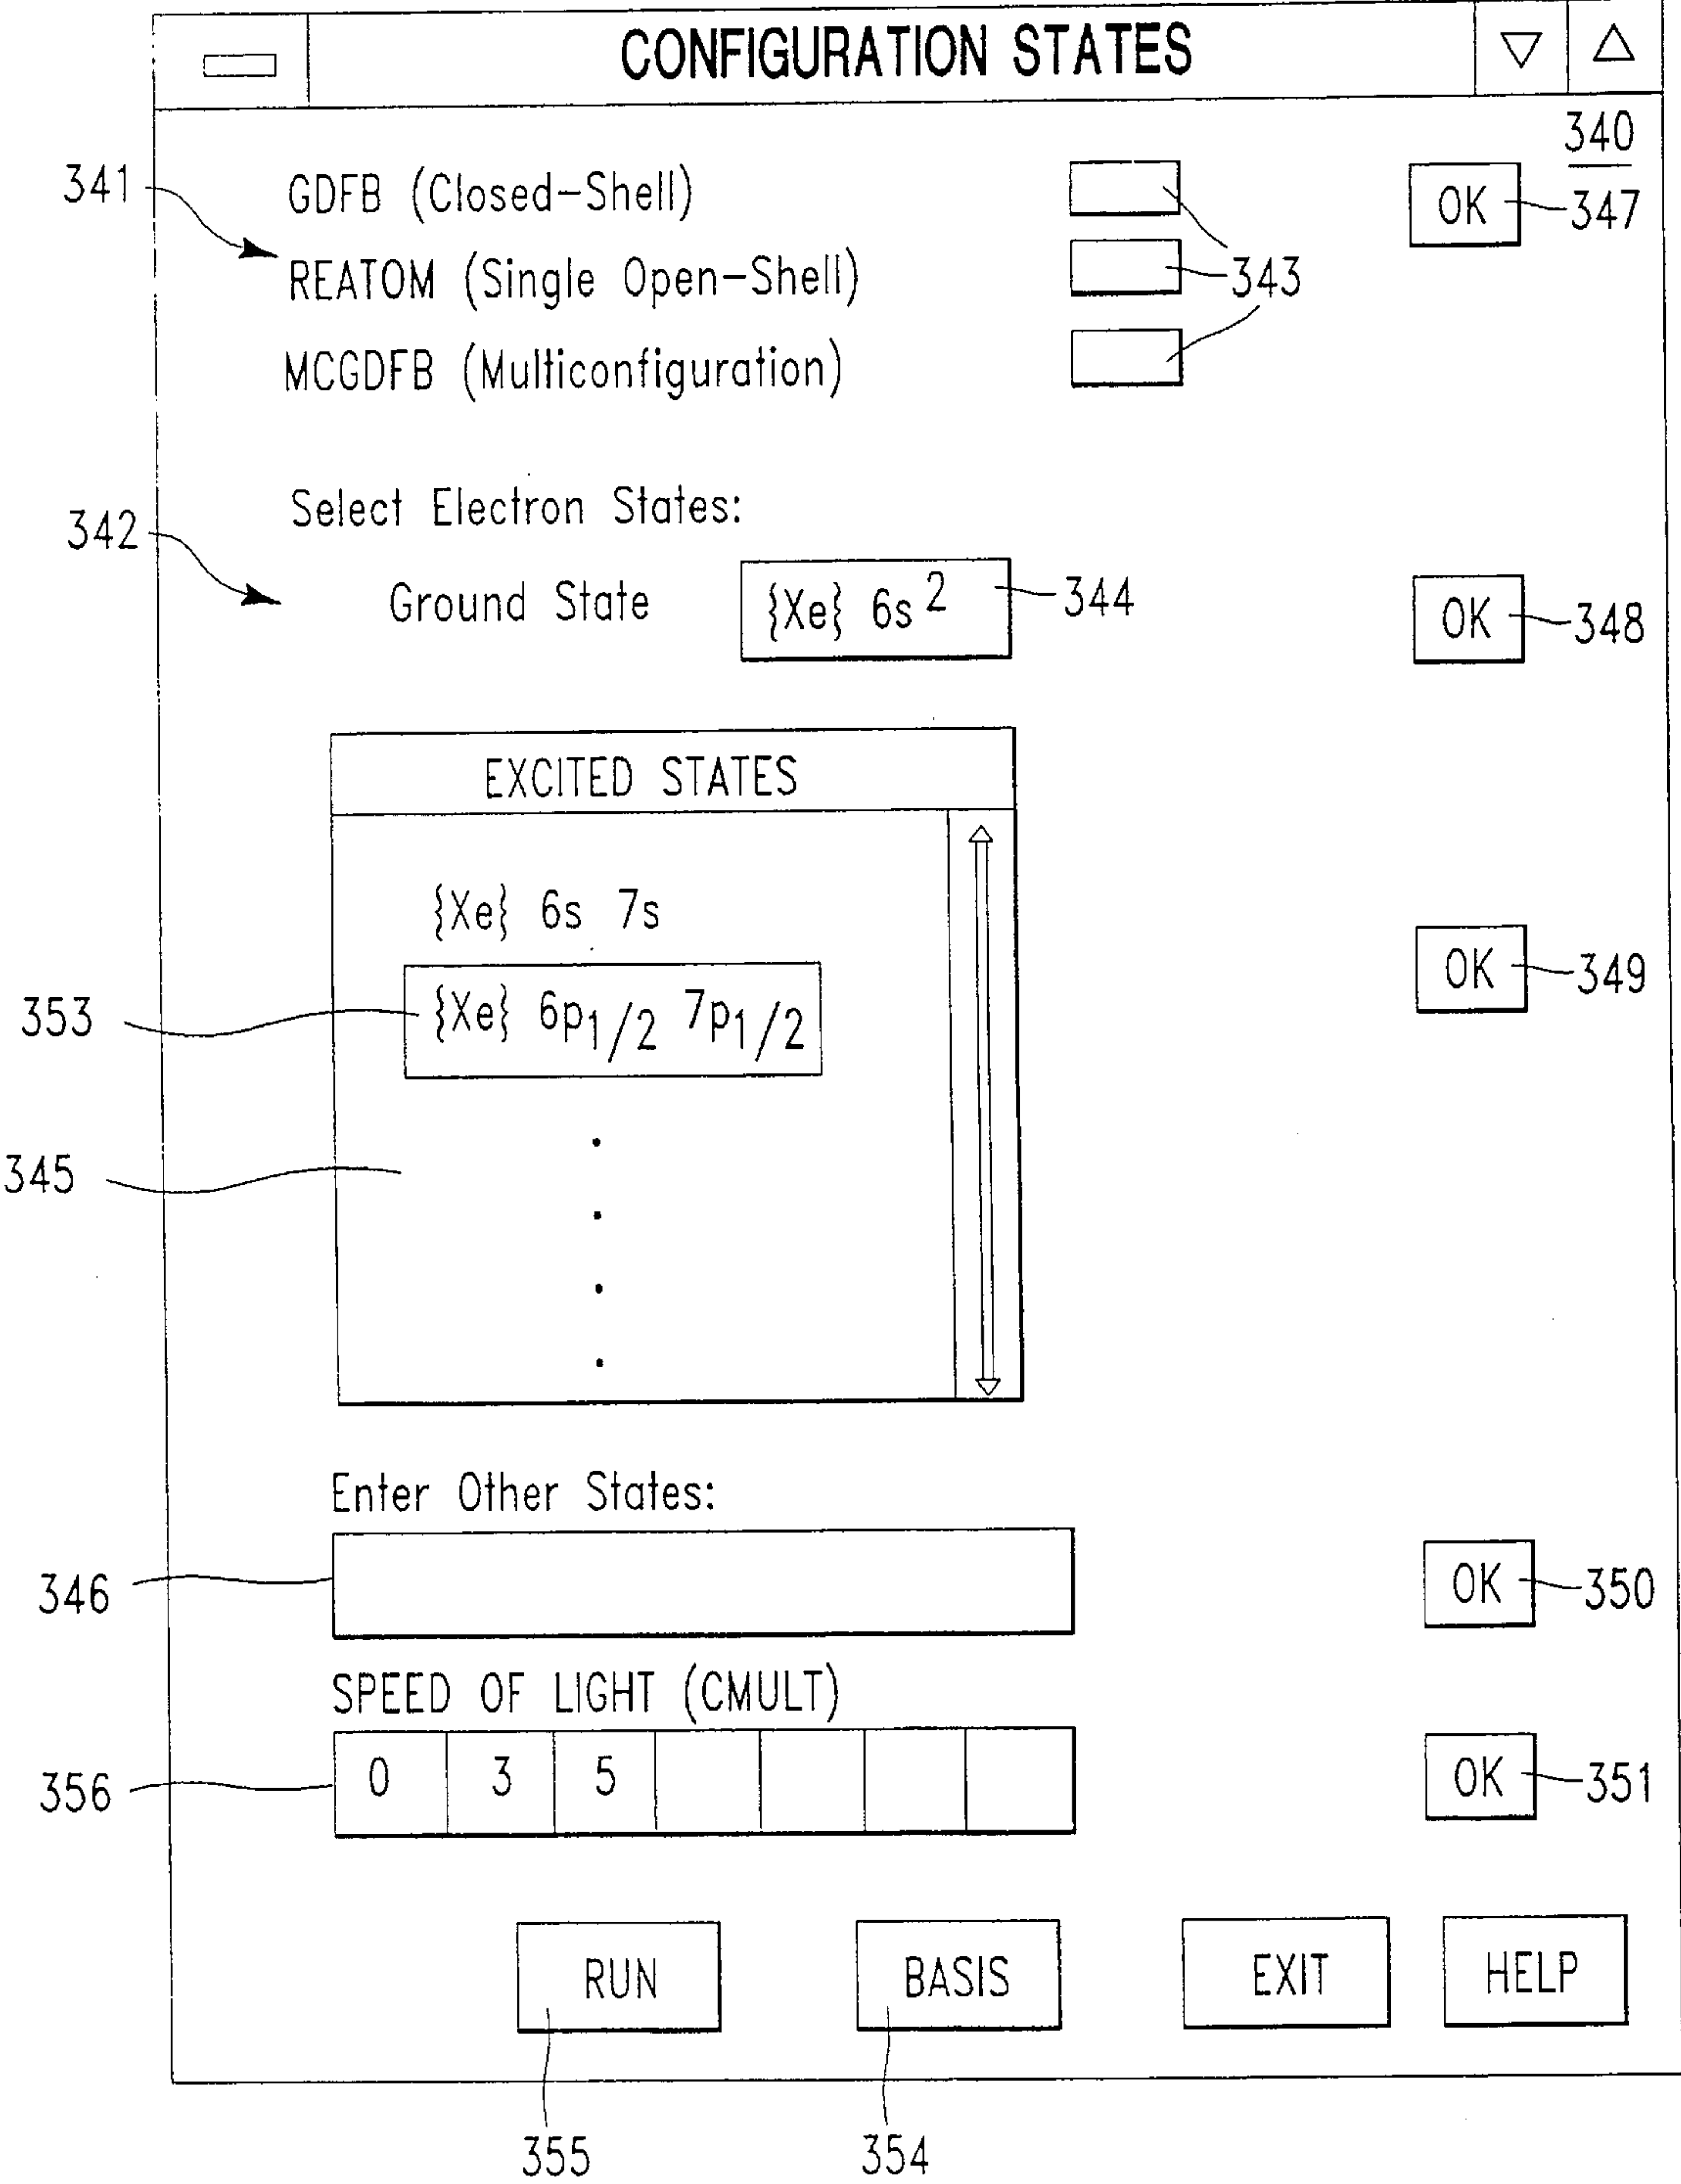 CONFIGURATION STATES
340
341
GDFB (Closed-Shell)
OK
347
REATOM (Single Open-Shell)
343
MCGDFB (Multiconfiguration)
Select Electron States:
342
Ground State
{Xe} 6s 2
344
OK
348
EXCITED STATES
{Xe} 6s 7s
OK
349
353
{Xe} 6p1/2 7p1/2
345
Enter Other States:
346
OK
350
SPEED OF LIGHT (CMULT)
356
0 3 5
OK
351
RUN
BASIS
EXIT
HELP
355
354